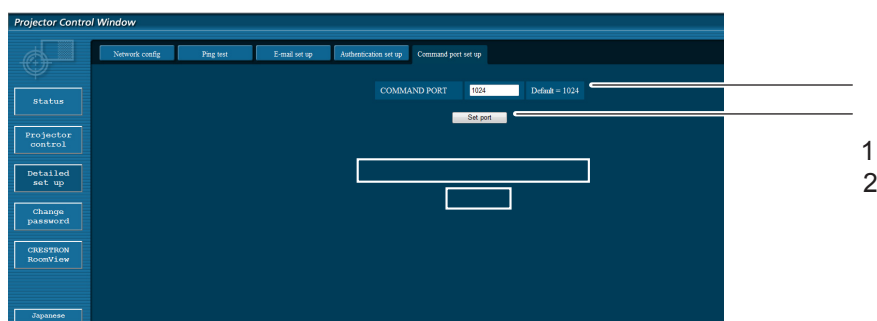 Projector Control Window
Network config
Ping test
E-mail set up
Authentication set up
Command port set up
COMMAND PORT
1024
Default = 1024
Set port
Status
Projector
control
Detailed
set up
Change
password
CRESTRON
RoomView
Japanese
1
2